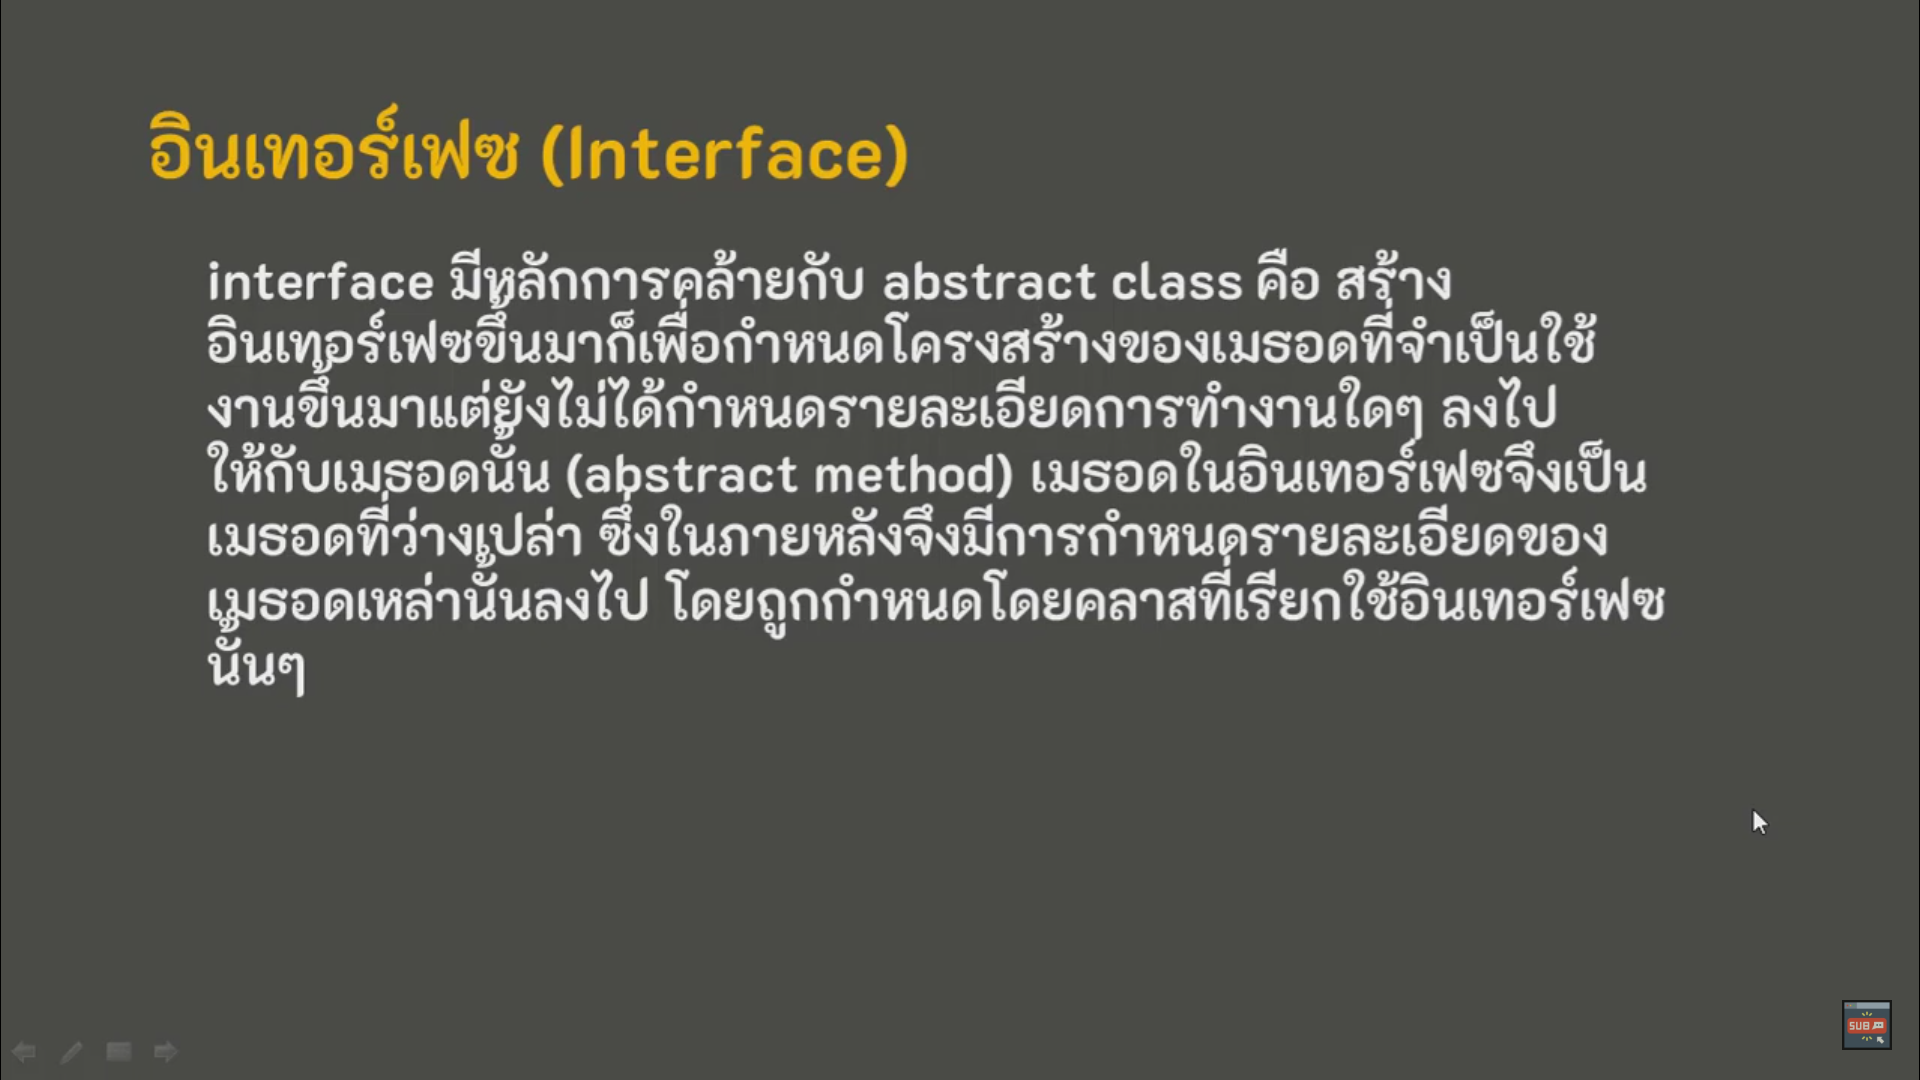 อินเทอร์เฟซ (Interface)
interface มีหลักการคล้ายกับ abstract class คือ สร้าง
อินเทอร์เฟซขึ้นมาก็เพื่อกำหนดโครงสร้างของเมธอดที่จำเป็นใช้
งานขึ้นมาแต่ยังไม่ได้กำหนดรายละเอียดการทำงานใดๆ ลงไป
ให้กับเมธอดนั้น (abstract method) เมธอดในอินเทอร์เฟซจึงเป็น
เมธอดที่ว่างเปล่า ซึ่งในภายหลังจึงมีการกำหนดรายละเอียดของ
เมธอดเหล่านั้นลงไป โดยถูกกำหนดโดยคลาสที่เรียกใช้อินเทอร์เฟซ
นั้นๆ
SUB